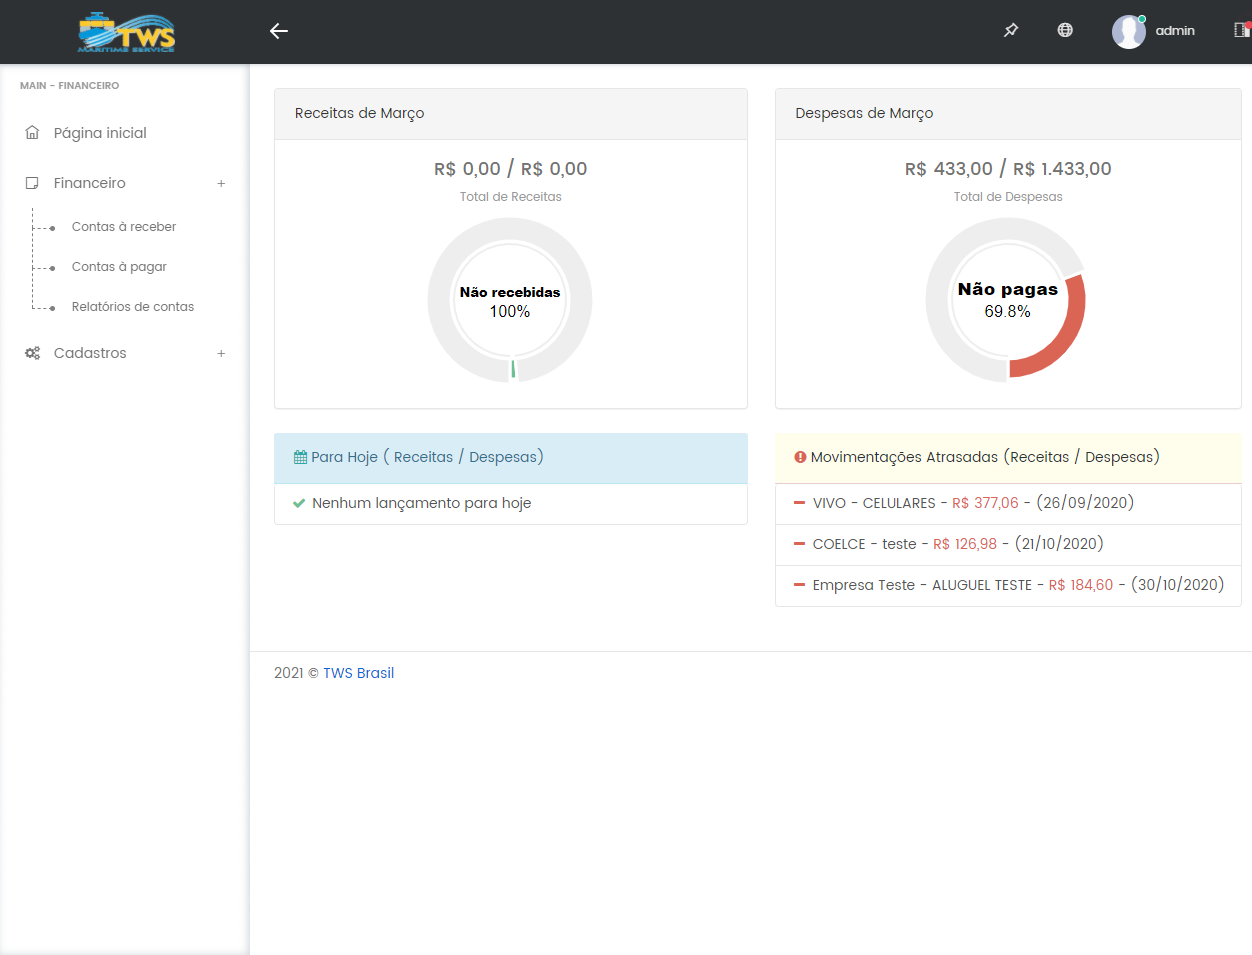 TWS
MARITIME SERVICE
admin
MAIN - FINANCEIRO
Página inicial
Financeiro +
Contas à receber
Contas à pagar
Relatórios de contas
Cadastros +
Receitas de Março
R$ 0,00 / R$ 0,00
Total de Receitas
Não recebidas
100%
Despesas de Março
R$ 433,00 / R$ 1.433,00
Total de Despesas
Não pagas
69.8%
Para Hoje ( Receitas / Despesas)
Nenhum lançamento para hoje
Movimentações Atrasadas (Receitas / Despesas)
VIVO - CELULARES - R$ 377,06 - (26/09/2020)
COELCE - teste - R$ 126,98 - (21/10/2020)
Empresa Teste - ALUGUEL TESTE - R$ 184,60 - (30/10/2020)
2021 © TWS Brasil